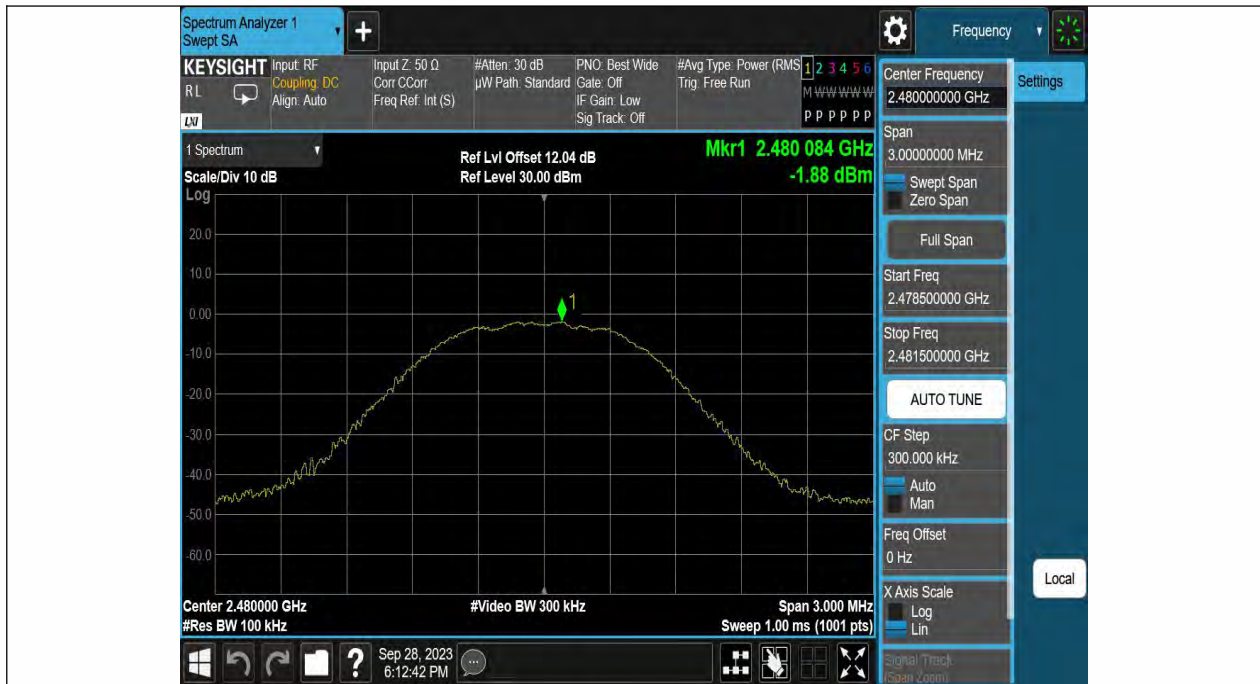 Spectrum Analyzer 1
Swept SA
+
Frequency
KEYSIGHT
RL
LXI
Input: RF
Coupling: DC
Align: Auto
Input Z: 50 Ω
Corr CCorr
Freq Ref: Int (S)
#Atten: 30 dB
µW Path: Standard
PNO: Best Wide
Gate: Off
IF Gain: Low
Sig Track: Off
#Avg Type: Power (RMS
Trig: Free Run
1 2 3 4 5 6
M W W W W W
P P P P P P
1 Spectrum
Scale/Div 10 dB
Log
Ref Lvl Offset 12.04 dB
Ref Level 30.00 dBm
Mkr1 2.480 084 GHz
-1.88 dBm
20.0
10.0
0.00
-10.0
-20.0
-30.0
-40.0
-50.0
-60.0
1
Center 2.480000 GHz
#Res BW 100 kHz
#Video BW 300 kHz
Span 3.000 MHz
Sweep 1.00 ms (1001 pts)
?
Sep 28, 2023
6:12:42 PM
Center Frequency
2.480000000 GHz
Span
3.00000000 MHz
Swept Span
Zero Span
Full Span
Start Freq
2.478500000 GHz
Stop Freq
2.481500000 GHz
AUTO TUNE
CF Step
300.000 kHz
Auto
Man
Freq Offset
0 Hz
X Axis Scale
Log
Lin
Signal Track
(Span Zoom)
Settings
Local